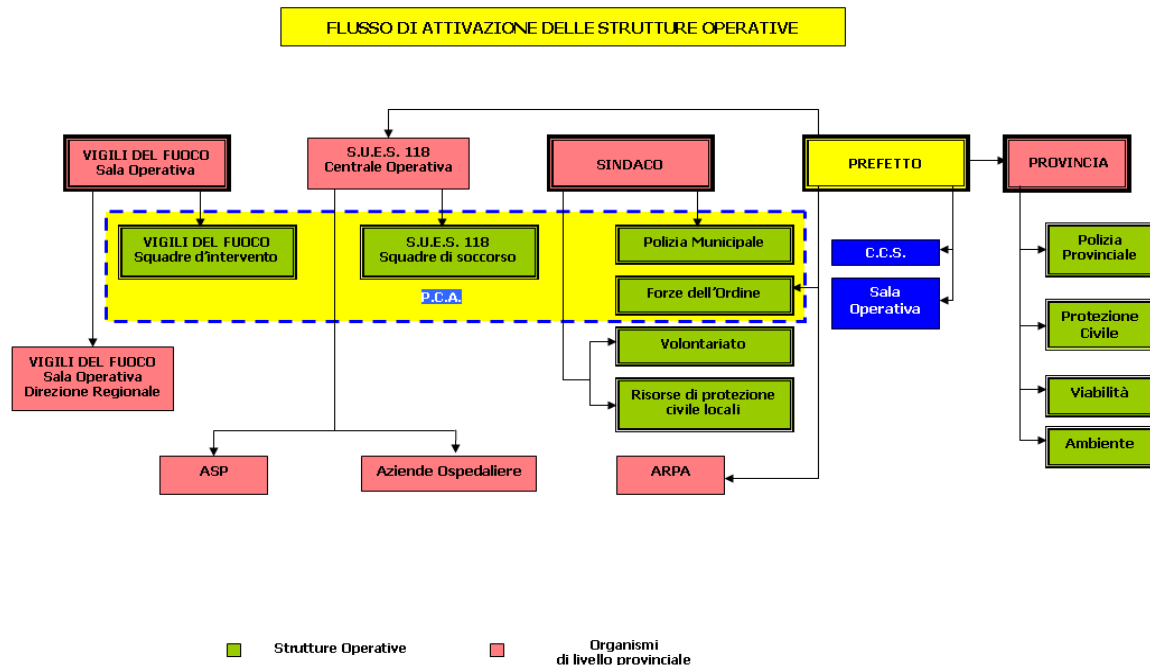 FLUSSO DI ATTIVAZIONE DELLE STRUTTURE OPERATIVE
VIGILI DEL FUOCO
Sala Operativa
S.U.E.S. 118
Centrale Operativa
SINDACO
PREFETTO
PROVINCIA
VIGILI DEL FUOCO
Squadre d'intervento
S.U.E.S. 118
Squadre di soccorso
Polizia Municipale
Forze dell'Ordine
P.C.A.
C.C.S.
Sala
Operativa
Polizia
Provinciale
Protezione
Civile
Viabilità
Ambiente
Volontariato
Risorse di protezione
civile locali
VIGILI DEL FUOCO
Sala Operativa
Direzione Regionale
ASP
Aziende Ospedaliere
ARPA
Strutture Operative
Organismi
di livello provinciale